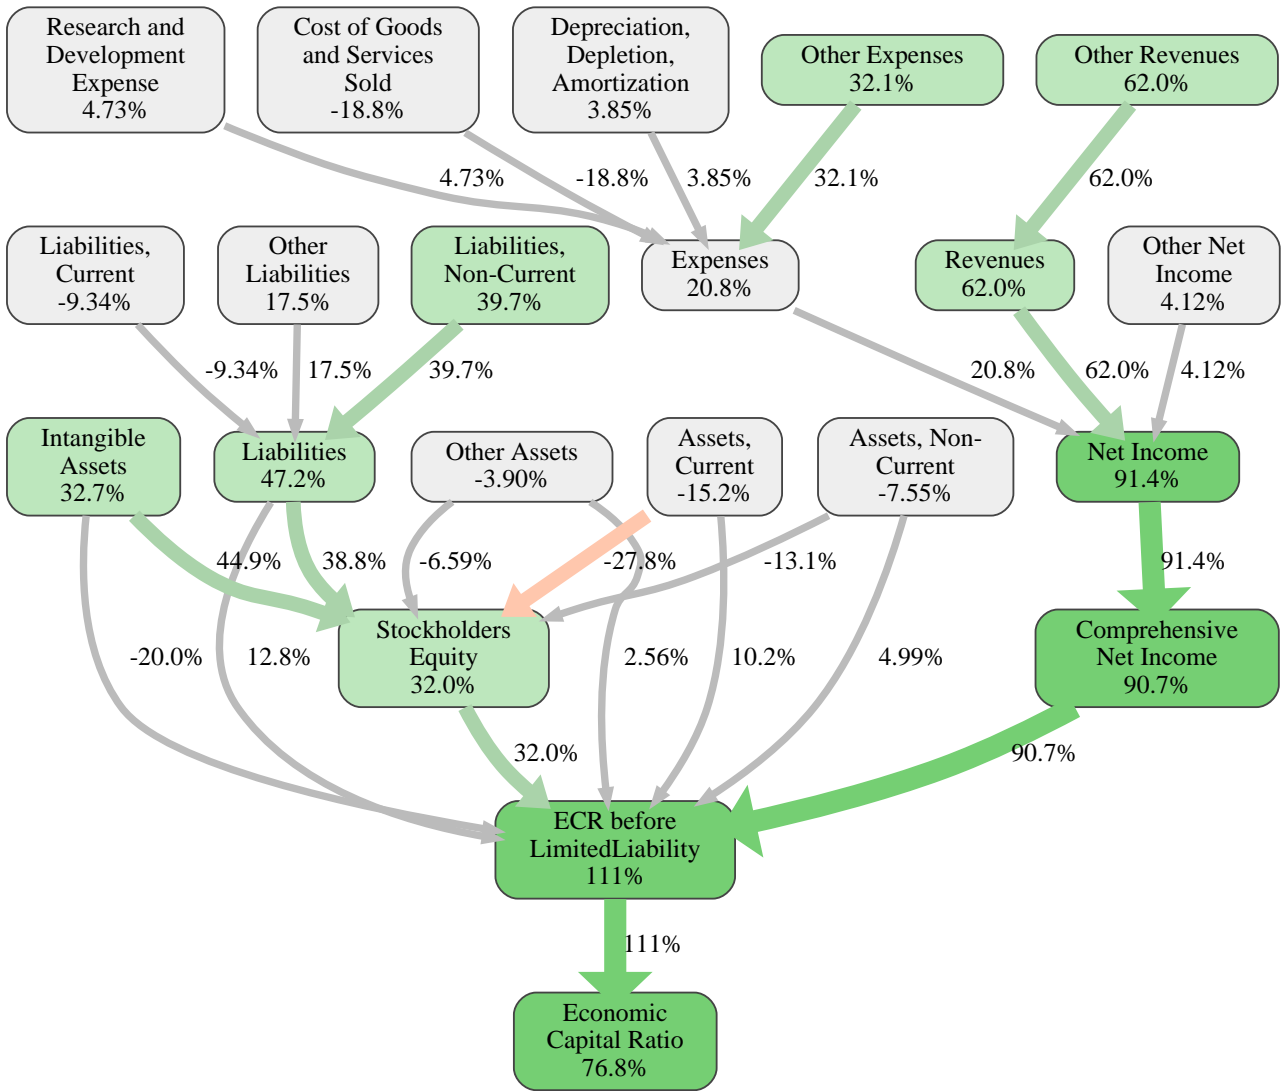 Research and
Development
Expense
4.73%
Cost of Goods
and Services
Sold
-18.8%
Depreciation,
Depletion,
Amortization
3.85%
Other Expenses
32.1%
Other Revenues
62.0%
4.73%
-18.8%
3.85%
32.1%
62.0%
Liabilities,
Current
-9.34%
Other
Liabilities
17.5%
Liabilities,
Non-Current
39.7%
Expenses
20.8%
Revenues
62.0%
Other Net
Income
4.12%
-9.34%
17.5%
39.7%
20.8%
62.0%
4.12%
Intangible
Assets
32.7%
Liabilities
47.2%
Other Assets
-3.90%
Assets,
Current
-15.2%
Assets, Non-
Current
-7.55%
Net Income
91.4%
44.9%
38.8%
-6.59%
-27.8%
-13.1%
91.4%
Stockholders
Equity
32.0%
Comprehensive
Net Income
90.7%
-20.0%
12.8%
2.56%
10.2%
4.99%
32.0%
90.7%
ECR before
LimitedLiability
111%
111%
Economic
Capital Ratio
76.8%